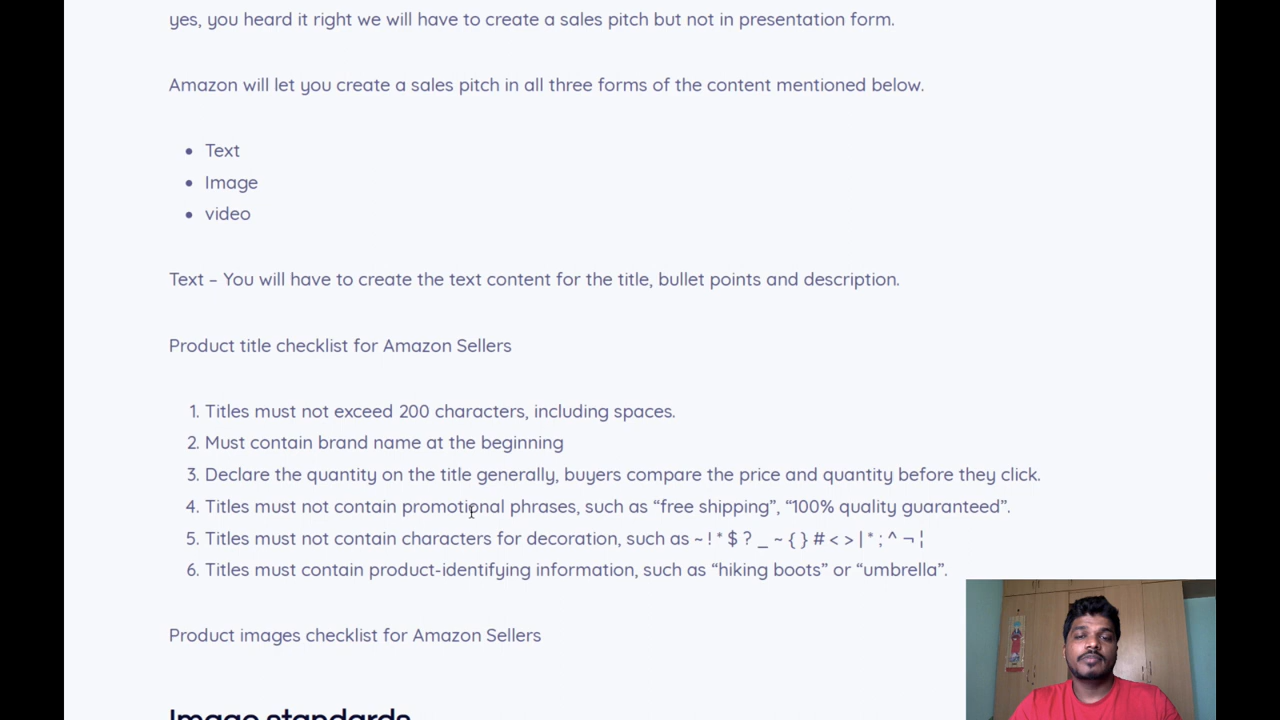 yes, you heard it right we will have to create a sales pitch but not in presentation form.
Amazon will let you create a sales pitch in all three forms of the content mentioned below.
• Text
• Image
• video
Text – You will have to create the text content for the title, bullet points and description.
Product title checklist for Amazon Sellers
1. Titles must not exceed 200 characters, including spaces.
2. Must contain brand name at the beginning
3. Declare the quantity on the title generally, buyers compare the price and quantity before they click.
4. Titles must not contain promotional phrases, such as “free shipping”, “100% quality guaranteed”.
5. Titles must not contain characters for decoration, such as ~ ! * $ ? _ ~ { } # < > | * ; ^ ¬ ¦
6. Titles must contain product-identifying information, such as “hiking boots” or “umbrella”.
Product images checklist for Amazon Sellers
Image standards